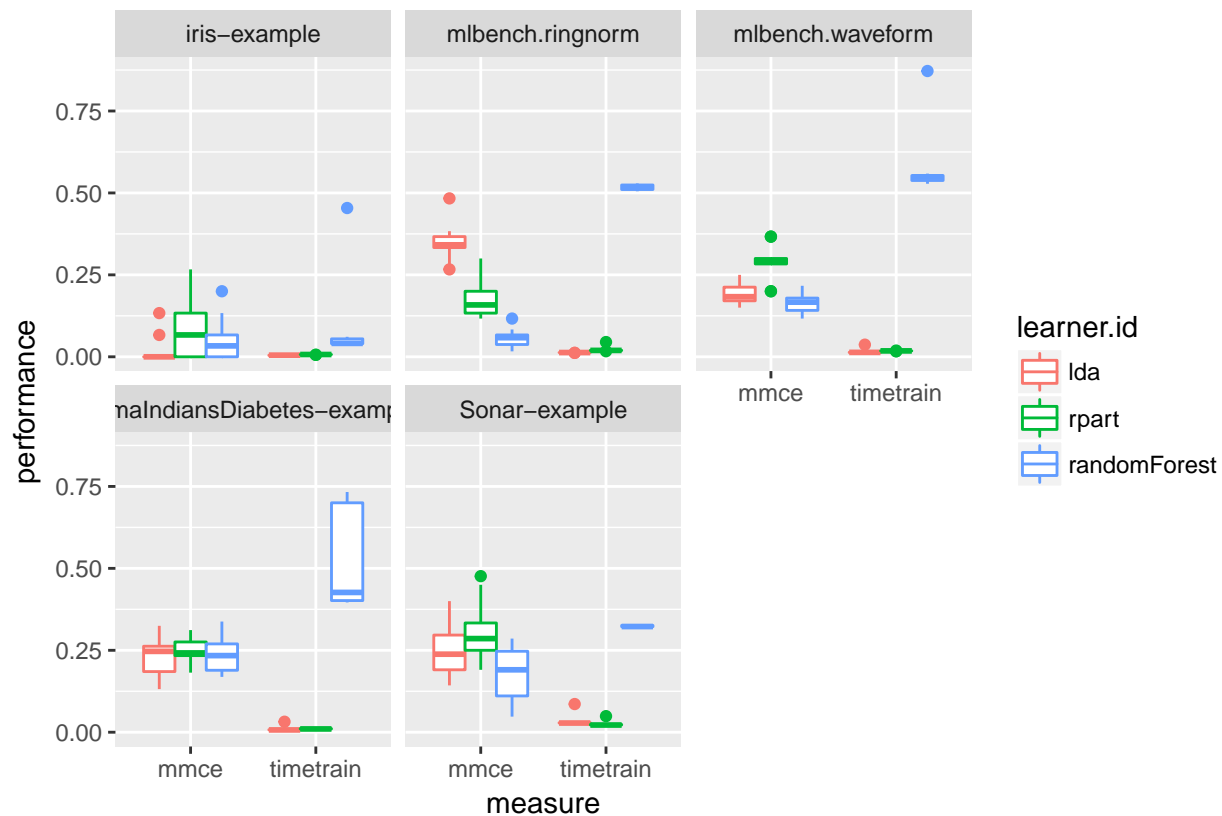 iris−example
mlbench.ringnorm
mlbench.waveform
0.75
0.50
0.25
0.00
maIndiansDiabetes−examp
Sonar−example
mmce
timetrain
0.75
0.50
0.25
0.00
mmce
timetrain
mmce
timetrain
measure
performance
learner.id
lda
rpart
randomForest